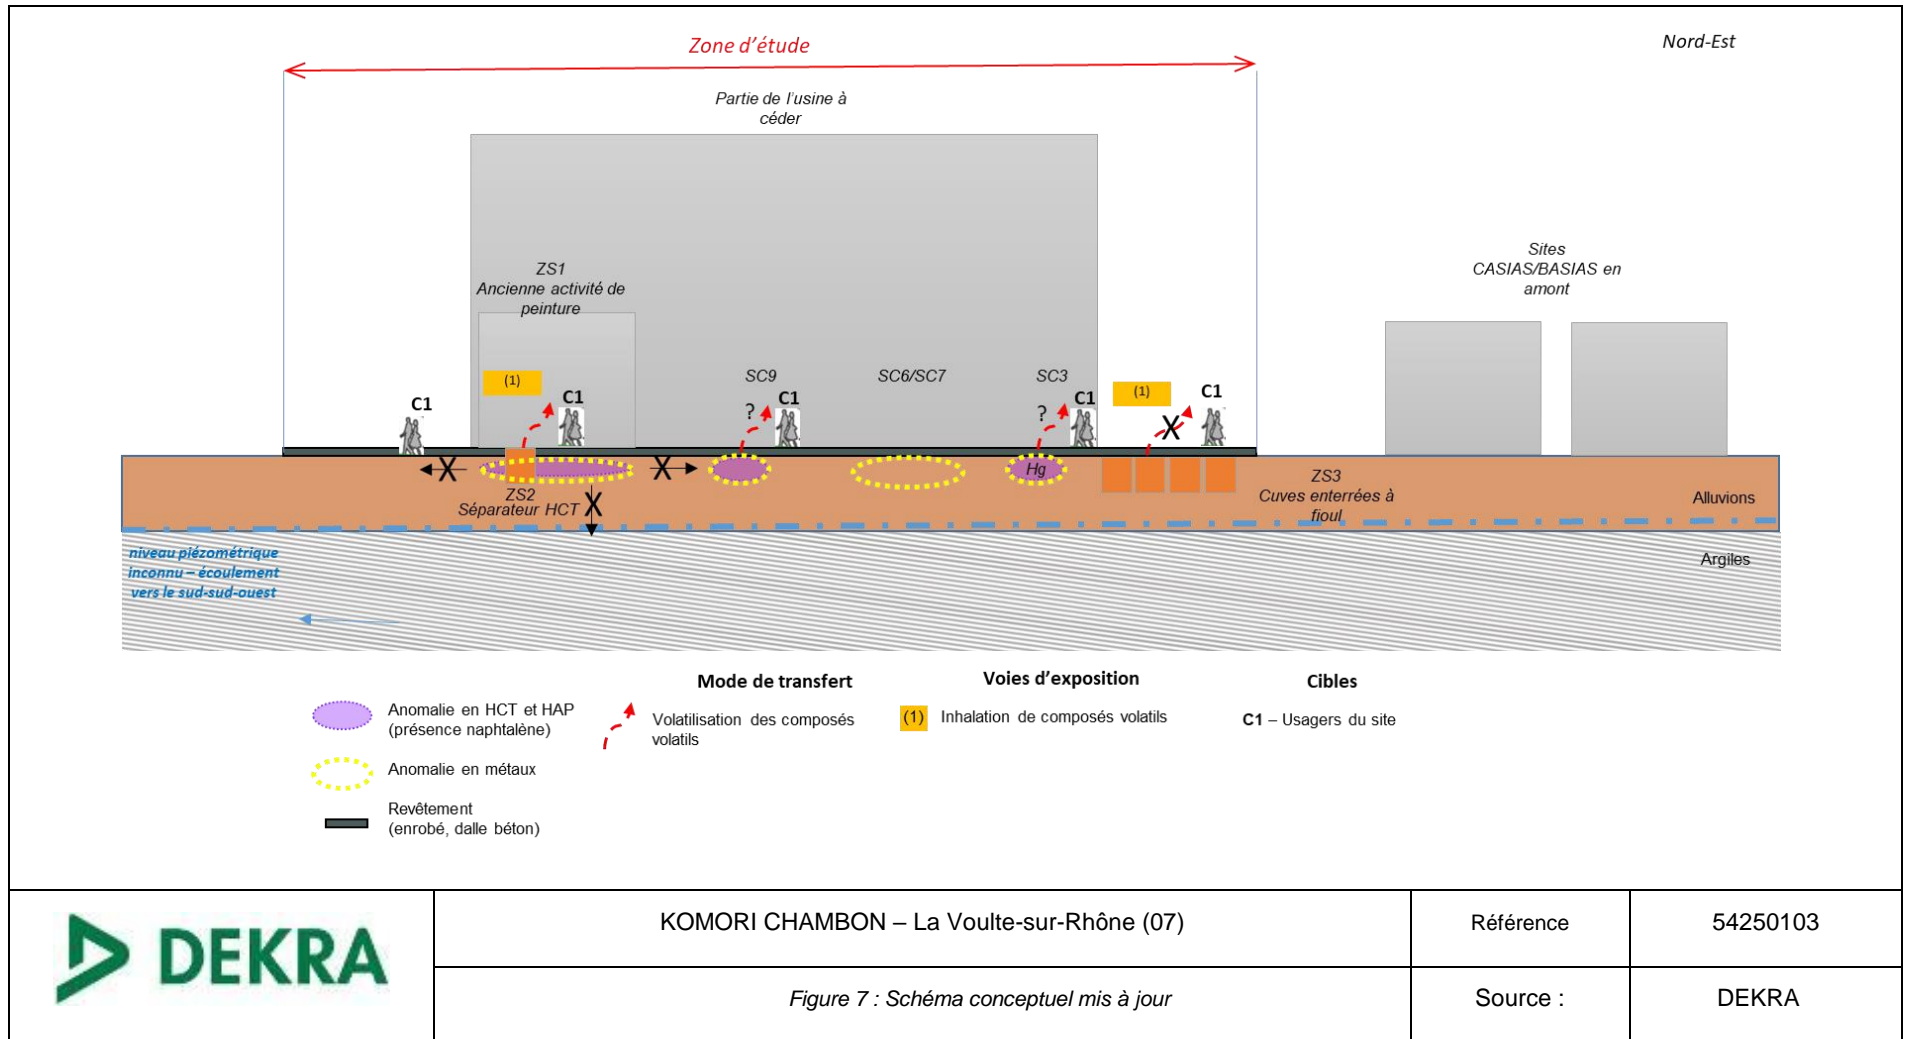 Zone d'étude
Nord-Est
Partie de l'usine à
céder
ZS1
Ancienne activité de
peinture
Sites
CASIAS/BASIAS en
amont
(1)
C1
C1
SC9
?
C1
SC6/SC7
SC3
?
C1
(1)
X
C1
X
X
Hg
ZS2
Séparateur HCT
X
ZS3
Cuves enterrées à
fioul
Alluvions
niveau piézométrique
inconnu – écoulement
vers le sud-sud-ouest
Argiles
Anomalie en HCT et HAP
(présence naphtalène)
Anomalie en métaux
Revêtement
(enrobé, dalle béton)
Mode de transfert
Volatilisation des composés
volatils
Voies d'exposition
(1) Inhalation de composés volatils
Cibles
C1 – Usagers du site
DEKRA
KOMORI CHAMBON – La Voulte-sur-Rhône (07)
Référence
54250103
Figure 7 : Schéma conceptuel mis à jour
Source :
DEKRA